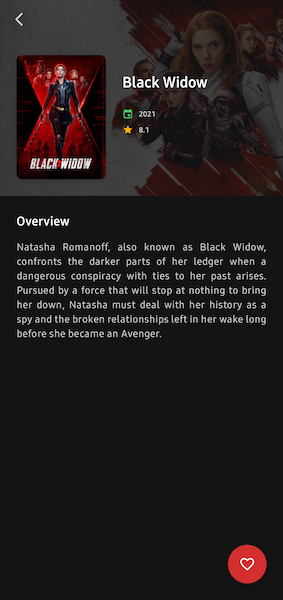 Black Widow
2021
8.1
BLACK WIDOW
Overview
Natasha Romanoff, also known as Black Widow,
confronts the darker parts of her ledger when a
dangerous conspiracy with ties to her past arises.
Pursued by a force that will stop at nothing to bring
her down, Natasha must deal with her history as a
spy and the broken relationships left in her wake long
before she became an Avenger.